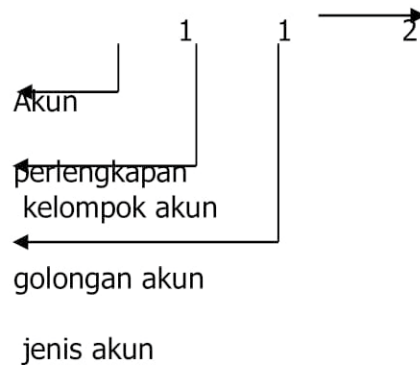 1 1 2
Akun
perlengkapan
kelompok akun
golongan akun
jenis akun